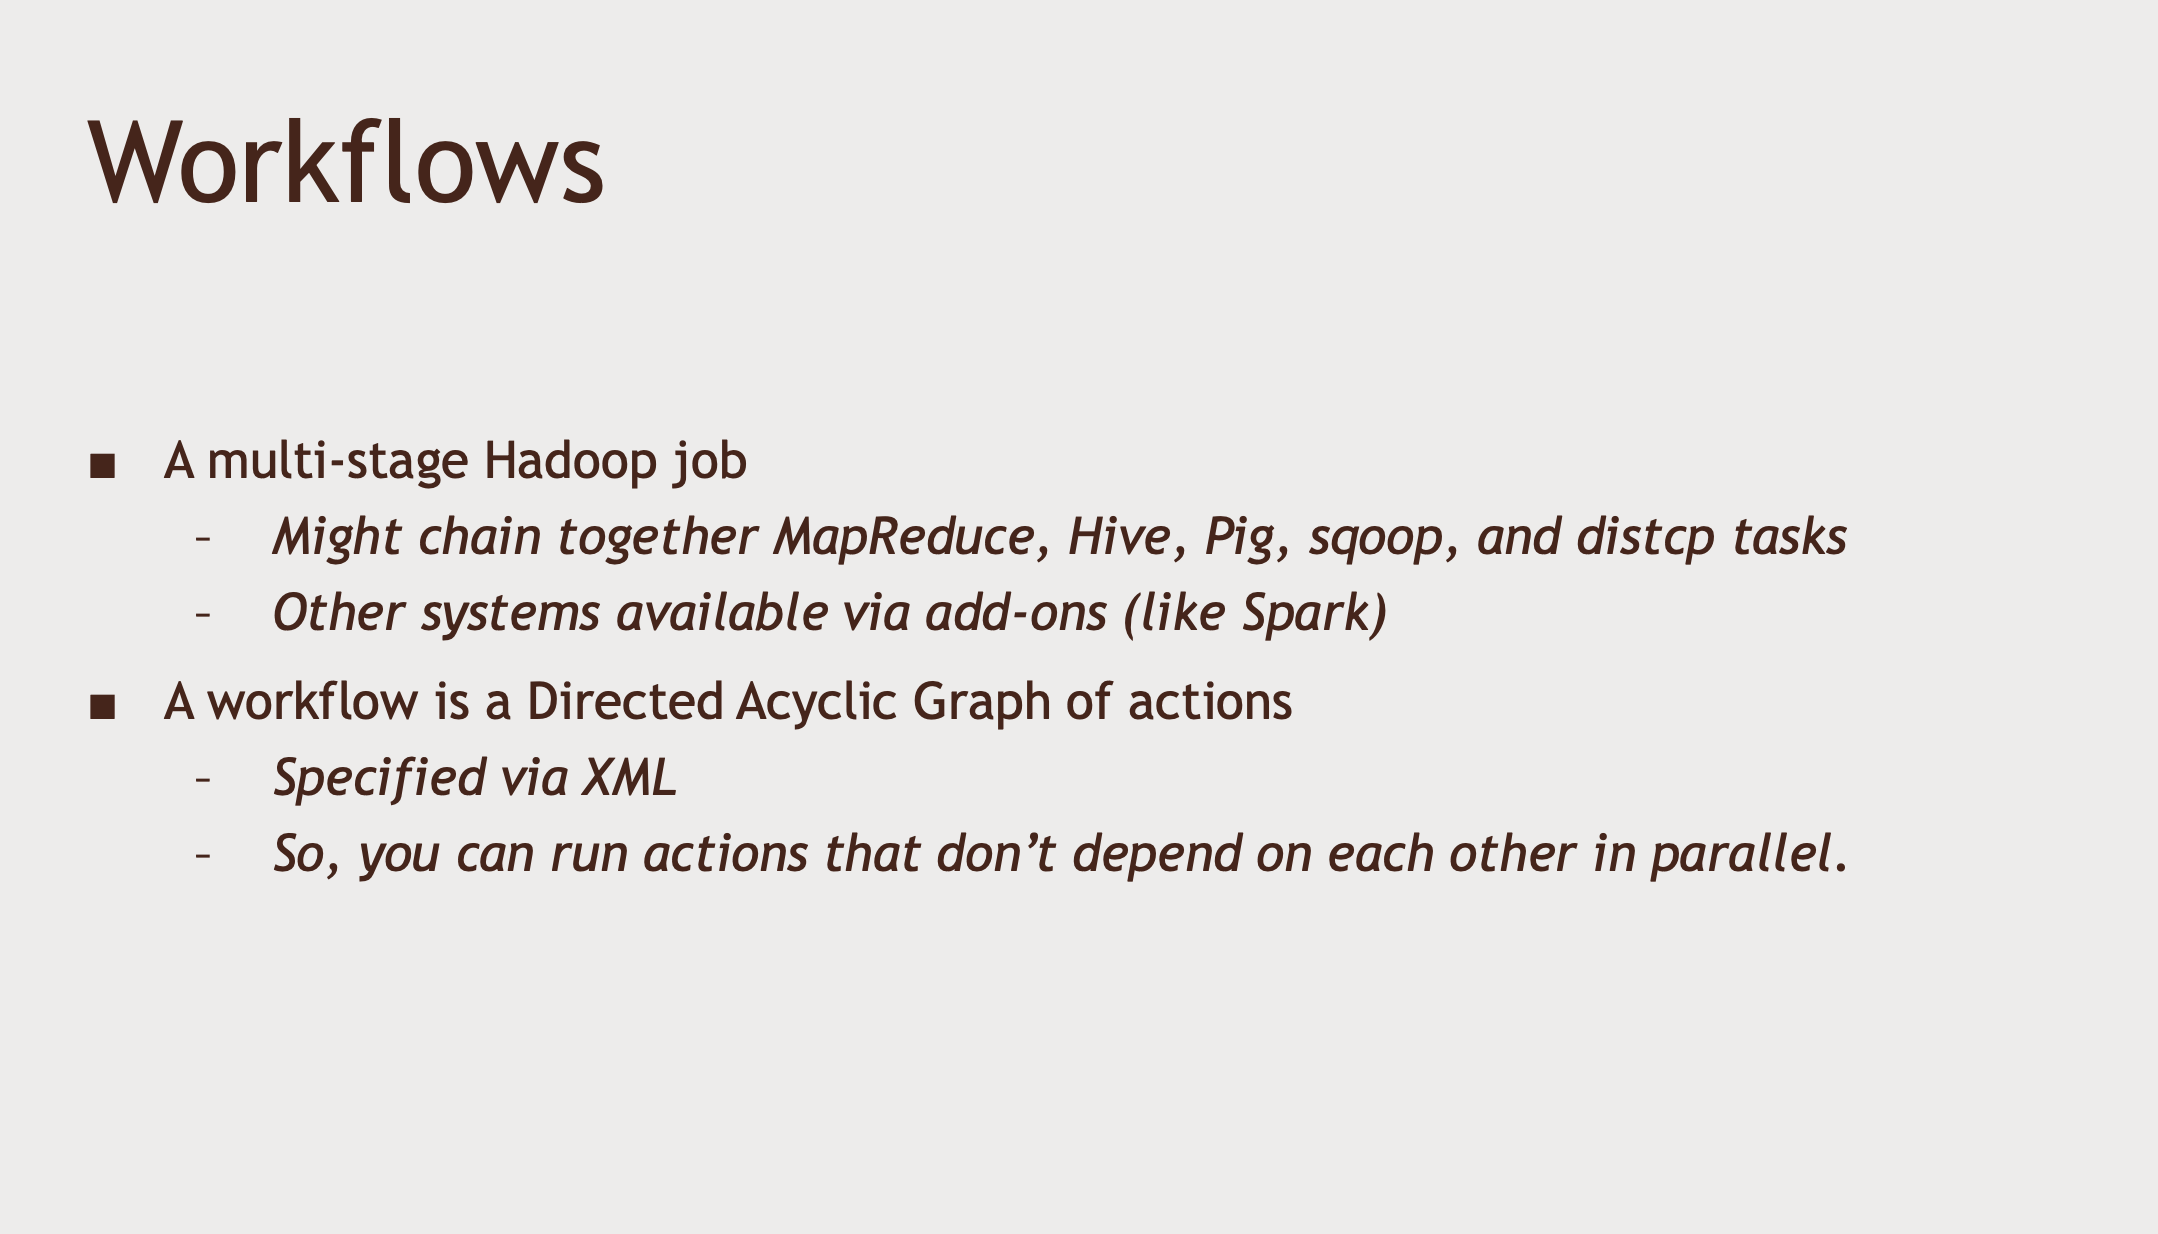 Workflows
■ A multi-stage Hadoop job
– Might chain together MapReduce, Hive, Pig, sqoop, and distcp tasks
– Other systems available via add-ons (like Spark)
■ A workflow is a Directed Acyclic Graph of actions
– Specified via XML
– So, you can run actions that don’t depend on each other in parallel.